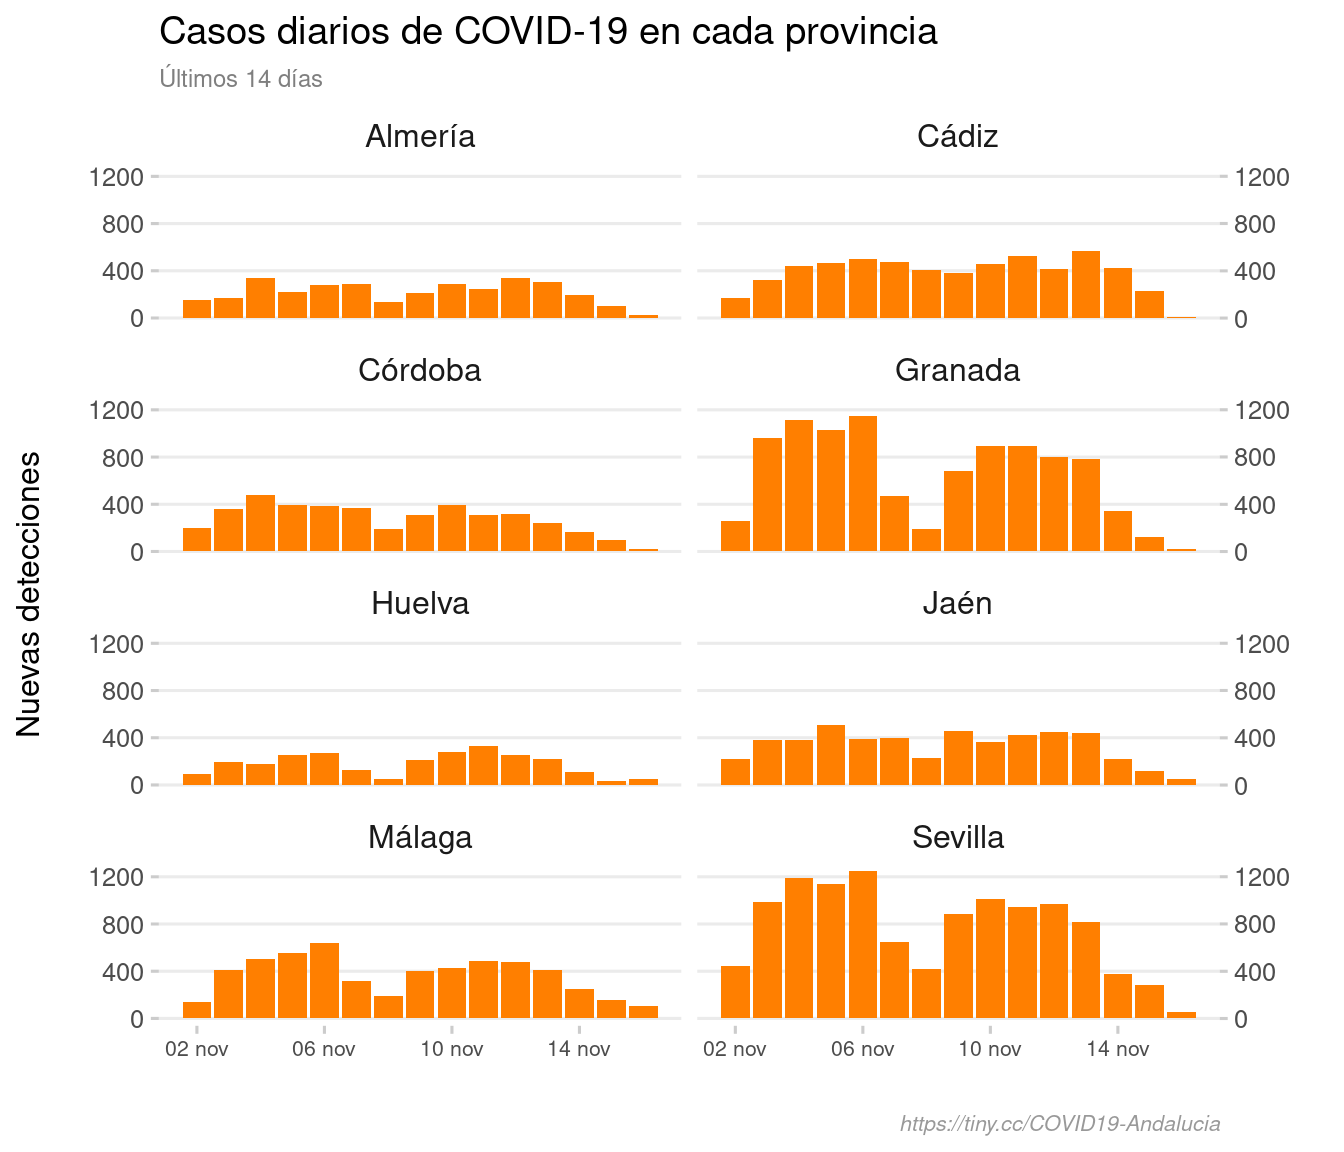 Casos diarios de COVID-19 en cada provincia
Últimos 14 días
Almería
Cádiz
1200
800
400
0
1200
800
400
0
Córdoba
Granada
1200
800
400
0
1200
800
400
0
Nuevas detecciones
Huelva
Jaén
1200
800
400
0
1200
800
400
0
Málaga
Sevilla
1200
800
400
0
1200
800
400
0
02 nov 06 nov 10 nov 14 nov
02 nov 06 nov 10 nov 14 nov
https://tiny.cc/COVID19-Andalucia